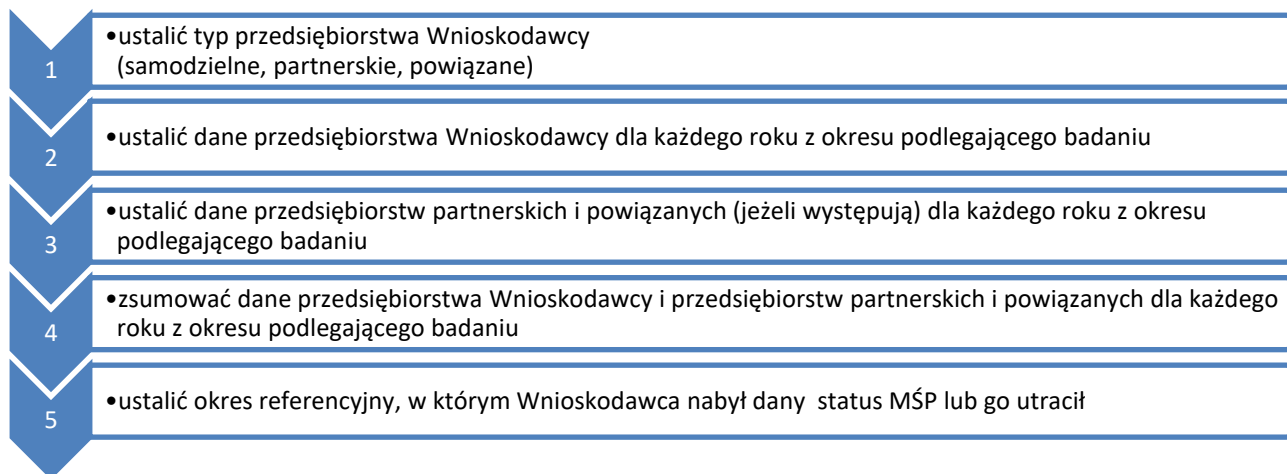 1
•ustalić typ przedsiębiorstwa Wnioskodawcy
(samodzielne, partnerskie, powiązane)
2
•ustalić dane przedsiębiorstwa Wnioskodawcy dla każdego roku z okresu podlegającego badaniu
3
•ustalić dane przedsiębiorstw partnerskich i powiązanych (jeżeli występują) dla każdego roku z okresu
podlegającego badaniu
4
•zsumować dane przedsiębiorstwa Wnioskodawcy i przedsiębiorstw partnerskich i powiązanych dla każdego
roku z okresu podlegającego badaniu
5
•ustalić okres referencyjny, w którym Wnioskodawca nabył dany status MŚP lub go utracił